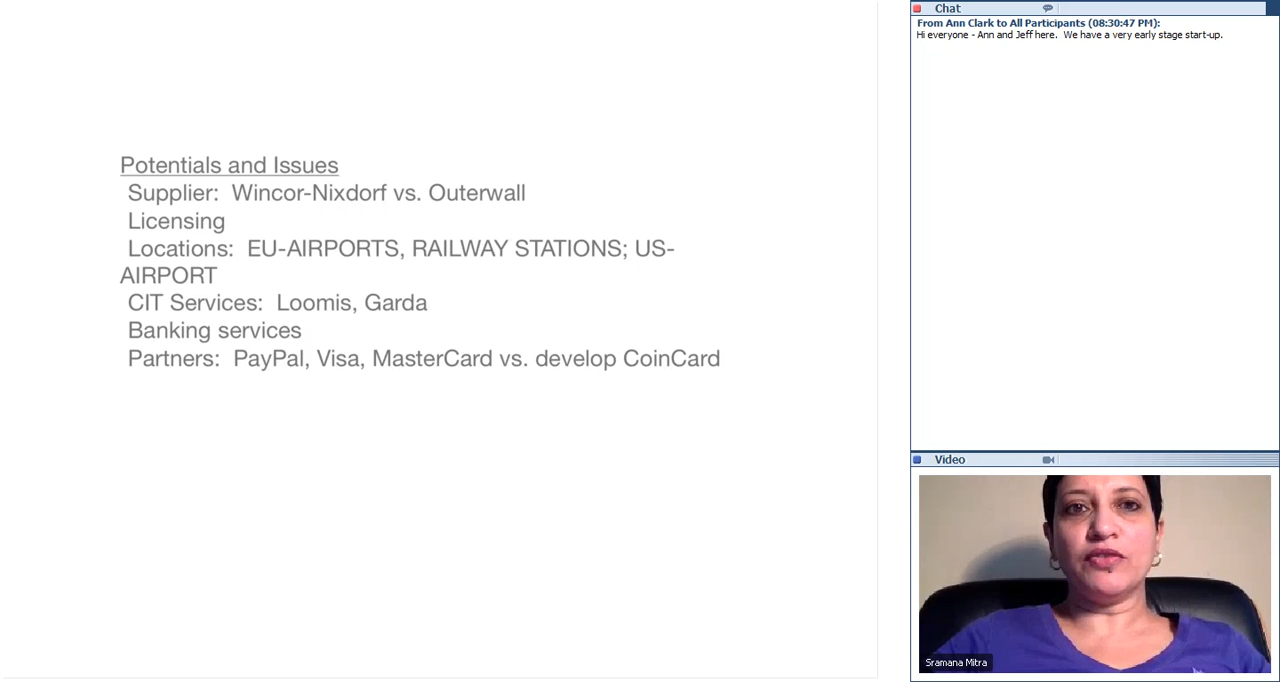 Potentials and Issues
Supplier:  Wincor-Nixdorf vs. Outerwall
Licensing
Locations:  EU-AIRPORTS, RAILWAY STATIONS; US-
AIRPORT
CIT Services:  Loomis, Garda
Banking services
Partners:  PayPal, Visa, MasterCard vs. develop CoinCard
Chat
From Ann Clark to All Participants (08:30:47 PM):
Hi everyone - Ann and Jeff here.  We have a very early stage start-up.
Video
Sramana Mitra